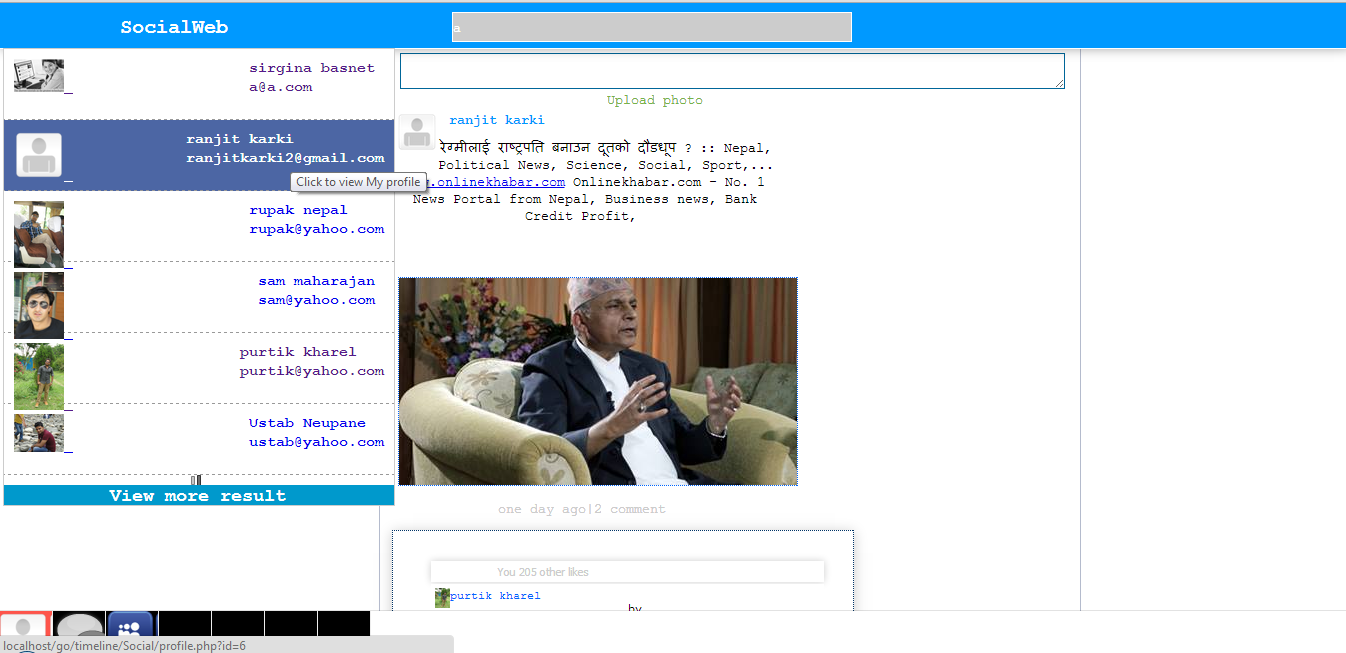 SocialWeb
a
sirgina basnet
a@a.com
ranjit karki
ranjitkarki2@gmail.com
Click to view My profile
rupak nepal
rupak@yahoo.com
sam maharajan
sam@yahoo.com
purtik kharel
purtik@yahoo.com
Ustab Neupane
ustab@yahoo.com
View more result
Upload photo
ranjit karki
रेग्मीलाई राष्ट्रपति बनाउन दूतको दौडधूप ? :: Nepal,
Political News, Science, Social, Sport,...
.onlinekhabar.com Onlinekhabar.com - No. 1
News Portal from Nepal, Business news, Bank
Credit Profit,
one day ago|2 comment
You 205 other likes
purtik kharel
by
localhost/go/timeline/Social/profile.php?id=6